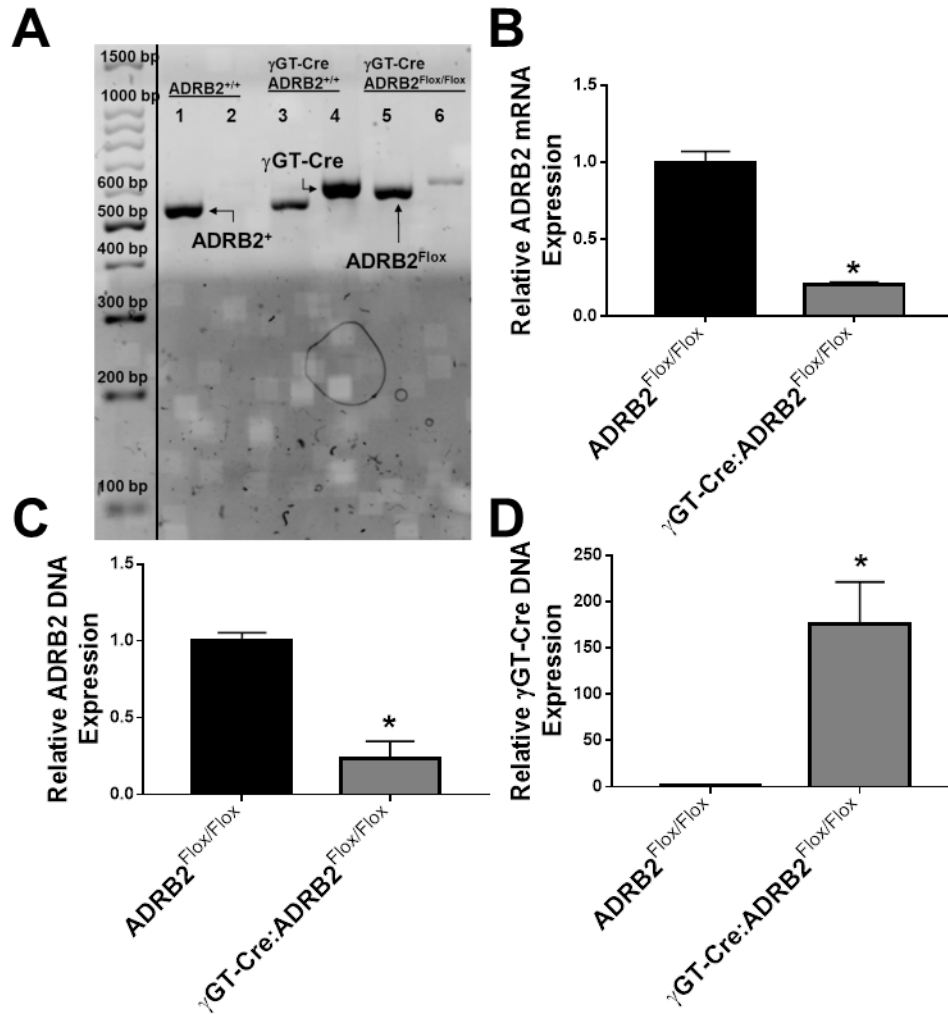 A
1500 bp
1000 bp
600 bp
500 bp
400 bp
300 bp
200 bp
100 bp
ADRB2+/+
γGT-Cre
ADRB2+/+
γGT-Cre
ADRB2Flox/Flox
1 2 3 4 5 6
γGT-Cre
ADRB2+
ADRB2Flox
B
Relative ADRB2 mRNA
Expression
1.5
1.0
0.5
0.0
*
ADRB2Flox/Flox
γGT-Cre:ADRB2Flox/Flox
C
Relative ADRB2 DNA
Expression
1.5
1.0
0.5
0.0
*
ADRB2Flox/Flox
γGT-Cre:ADRB2Flox/Flox
D
Relative γGT-Cre DNA
Expression
250
200
150
100
50
0
*
ADRB2Flox/Flox
γGT-Cre:ADRB2Flox/Flox